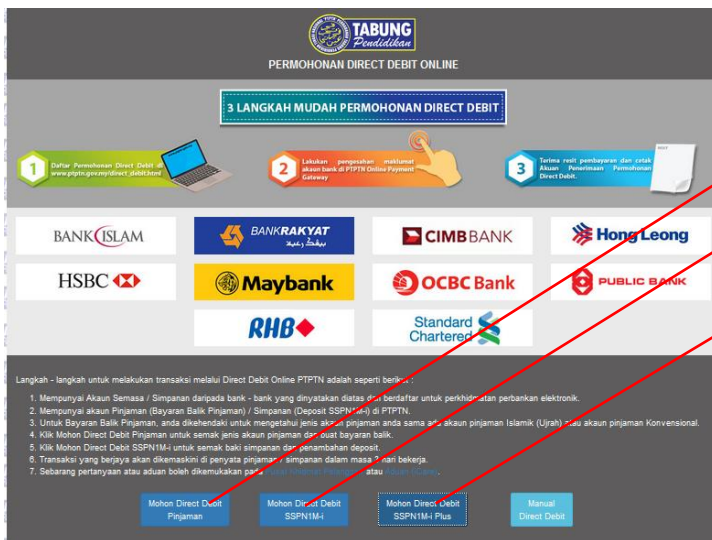 TABUNG
Pendidikan
PERMOHONAN DIRECT DEBIT ONLINE
3 LANGKAH MUDAH PERMOHONAN DIRECT DEBIT
1
Daftar Permohonan Direct Debit di
www.ptptn.gov.my/direct_debit.html
2
Lakukan pengesahan maklumat
akaun bank di PTPTN Online Payment
Gateway
3
Terima resit pembayaran dan cetak
Akuan Penerimaan Permohonan
Direct Debit.
BANK ISLAM
BANKRAKYAT
CIMB BANK
Hong Leong
HSBC
Maybank
OCBC Bank
PUBLIC BANK
RHB
Standard
Chartered
Langkah - langkah untuk melakukan transaksi melalui Direct Debit Online PTPTN adalah seperti berikut :
1. Mempunyai Akaun Semasa / Simpanan daripada bank - bank yang dinyatakan diatas dan berdaftar untuk perkhidmatan perbankan elektronik.
2. Mempunyai akaun Pinjaman (Bayaran Balik Pinjaman) / Simpanan (Deposit SSPN1M-i) di PTPTN.
3. Untuk Bayaran Balik Pinjaman, anda dikehendaki untuk mengetahui jenis akaun pinjaman anda sama ada akaun pinjaman Islamik (Ujrah) atau akaun pinjaman Konvensional.
4. Klik Mohon Direct Debit Pinjaman untuk semak jenis akaun pinjaman dan buat bayaran balik.
5. Klik Mohon Direct Debit SSPN1M-i untuk semak baki simpanan dan penambahan deposit.
6. Transaksi yang berjaya akan dikemaskini di penyata pinjaman / simpanan dalam masa 3 hari bekerja.
7. Sebarang pertanyaan atau aduan boleh dikemukakan pada atau
Mohon Direct Debit
Pinjaman
Mohon Direct Debit
SSPN1M-i
Mohon Direct Debit
SSPN1M-i Plus
Manual
Direct Debit